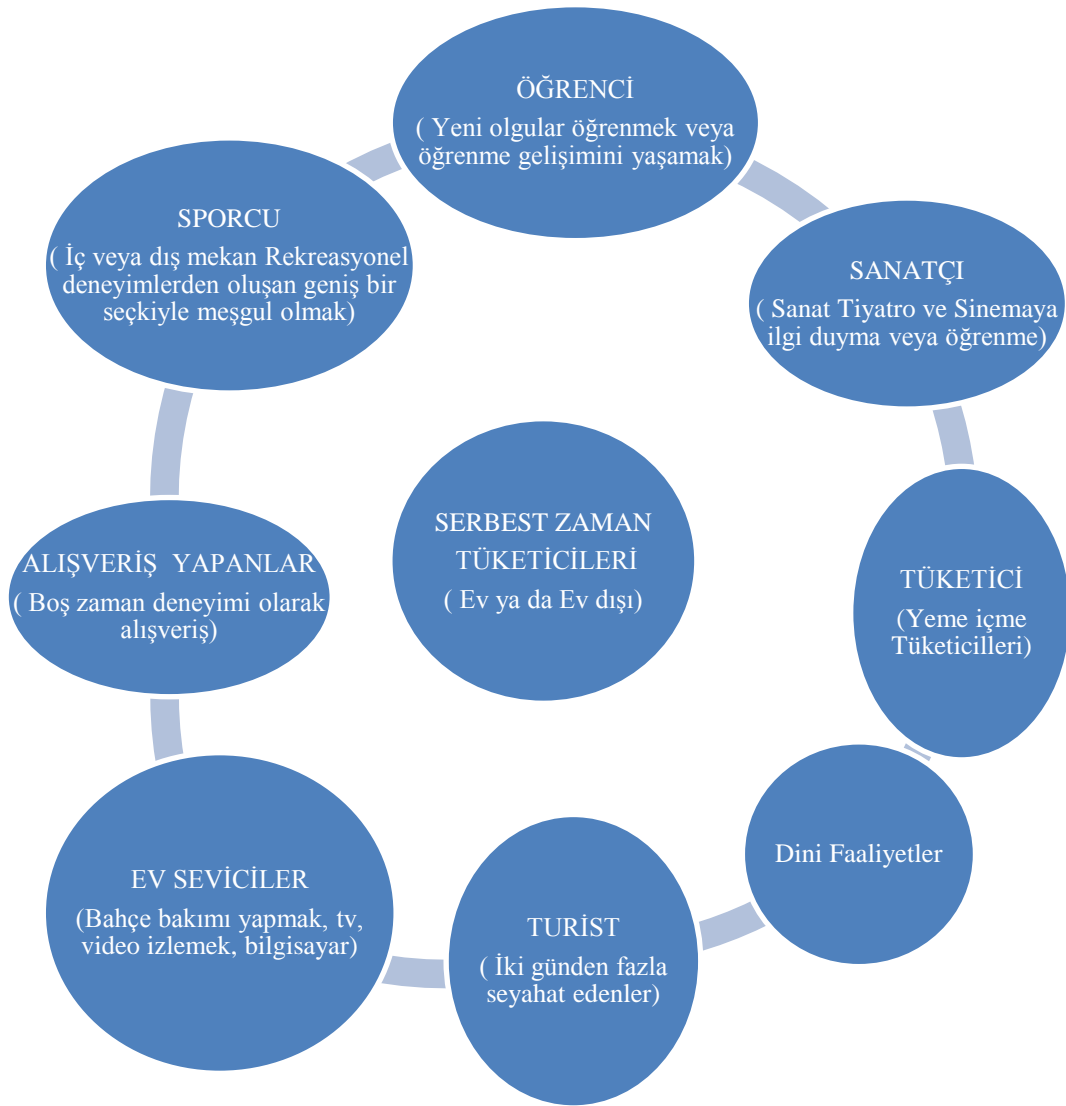 ÖĞRENCİ
( Yeni olgular öğrenmek veya
öğrenme gelişimini yaşamak)
SPORCU
( İç veya dış mekan Rekreasyonel
deneyimlerden oluşan geniş bir
seçkiyle meşgul olmak)
SANATÇI
( Sanat Tiyatro ve Sinemaya
ilgi duyma veya öğrenme)
SERBEST ZAMAN
TÜKETİCİLERİ
( Ev ya da Ev dışı)
ALIŞVERİŞ YAPANLAR
( Boş zaman deneyimi olarak
alışveriş)
TÜKETİCİ
(Yeme içme
Tüketicilleri)
Dini Faaliyetler
EV SEVİCİLER
(Bahçe bakımı yapmak, tv,
video izlemek, bilgisayar)
TURİST
( İki günden fazla
seyahat edenler)